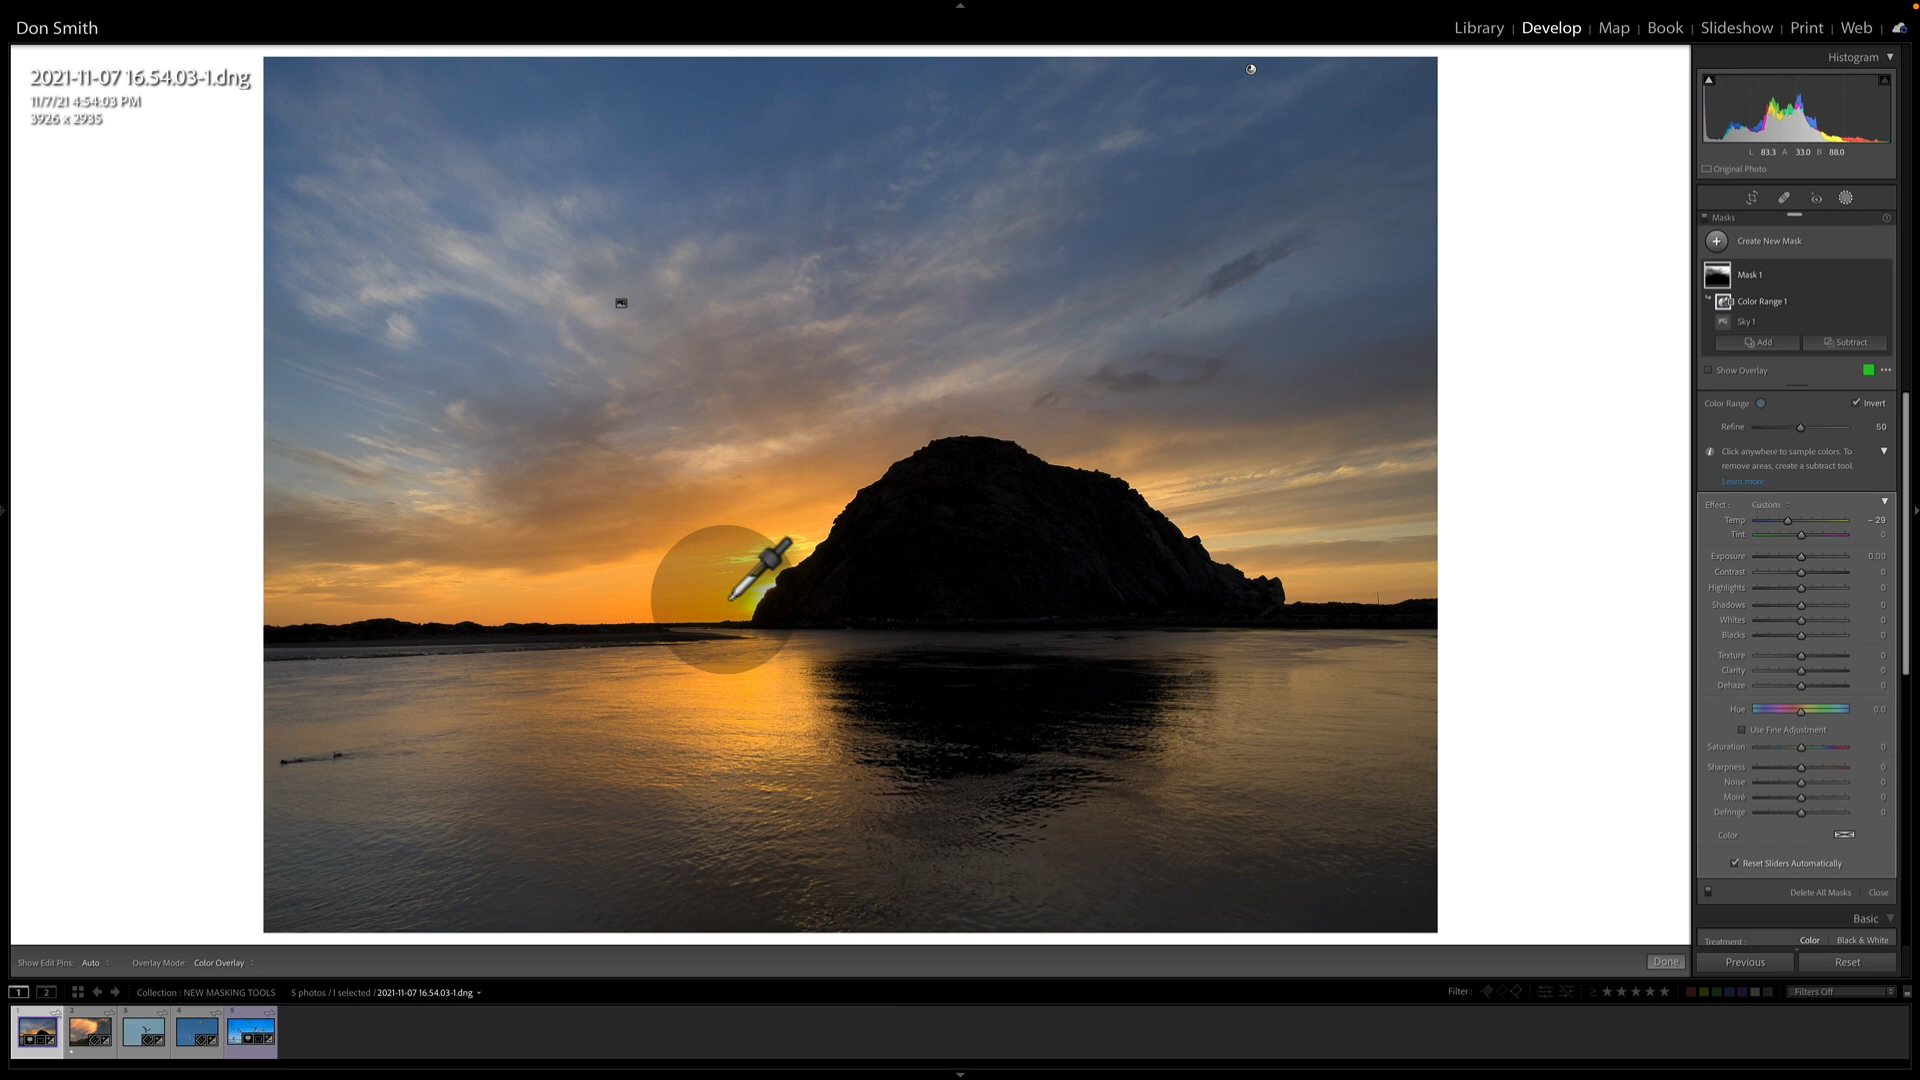 Don Smith
Library | Develop | Map | Book | Slideshow | Print | Web |
2021-11-07 16.54.03-1.dng
11/7/21 4:54:03 PM
3926 x 2935
Histogram
L 83.3 A 33.0 B 88.0
Original Photo
Masks
Create New Mask
Mask 1
Color Range 1
Sky 1
Add Subtract
Show Overlay
Color Range Invert
Refine 50
Click anywhere to sample colors. To
remove areas, create a subtract tool.
Learn more
Effect : Custom
Temp – 29
Tint 0
Exposure 0.00
Contrast 0
Highlights 0
Shadows 0
Whites 0
Blacks 0
Texture 0
Clarity 0
Dehaze 0
Hue 0.0
Use Fine Adjustment
Saturation 0
Sharpness 0
Noise 0
Moiré 0
Defringe 0
Color
Reset Sliders Automatically
Delete All Masks Close
Basic
Treatment : Color Black & White
Show Edit Pins: Auto Overlay Mode: Color Overlay Done
Previous Reset
1 2 Collection : NEW MASKING TOOLS 5 photos / 1 selected / 2021-11-07 16.54.03-1.dng Filter : ≥ ★ ★ ★ ★ ★ Filters Off
1 2 3 4 5